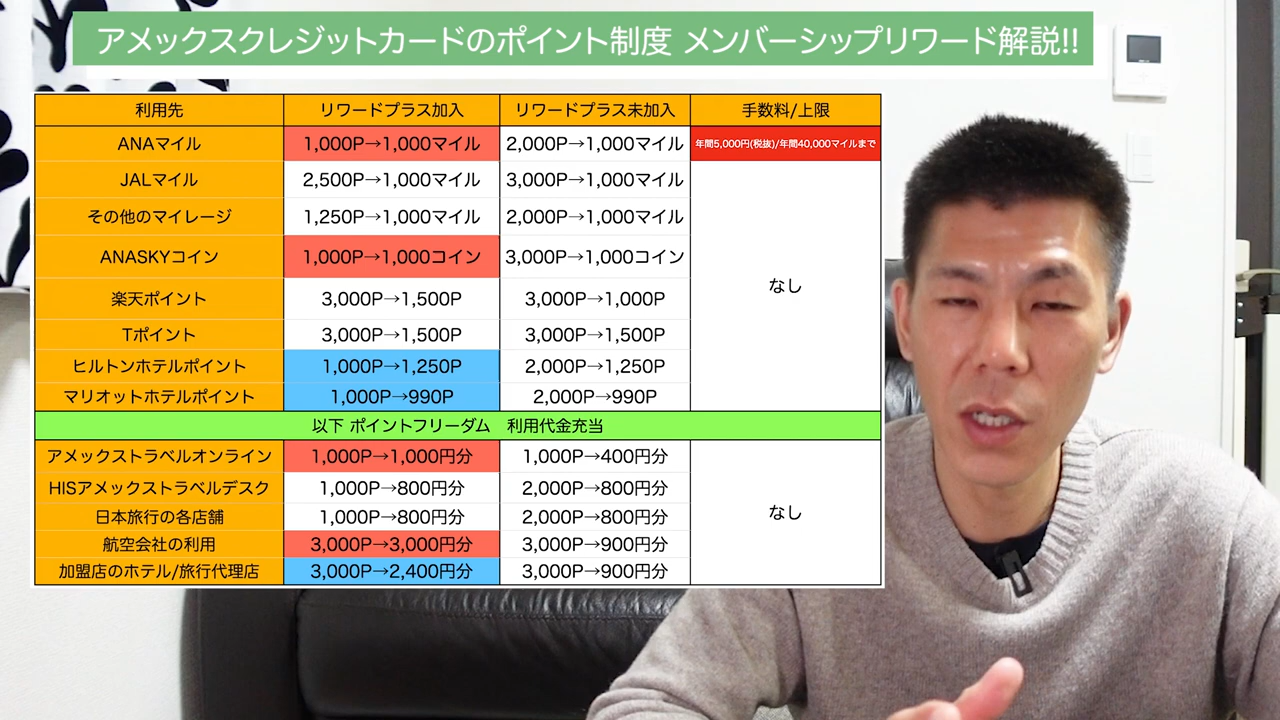 アメックスクレジットカードのポイント制度 メンバーシップリワード解説!!
利用先 リワードプラス加入 リワードプラス未加入 手数料/上限
ANAマイル 1,000P→1,000マイル 2,000P→1,000マイル 年間5,000円(税抜)/年間40,000マイルまで
JALマイル 2,500P→1,000マイル 3,000P→1,000マイル
その他のマイレージ 1,250P→1,000マイル 2,000P→1,000マイル
ANASKYコイン 1,000P→1,000コイン 3,000P→1,000コイン
なし
楽天ポイント 3,000P→1,500P 3,000P→1,000P
Tポイント 3,000P→1,500P 3,000P→1,500P
ヒルトンホテルポイント 1,000P→1,250P 2,000P→1,250P
マリオットホテルポイント 1,000P→990P 2,000P→990P
以下 ポイントフリーダム 利用代金充当
アメックストラベルオンライン 1,000P→1,000円分 1,000P→400円分
HISアメックストラベルデスク 1,000P→800円分 2,000P→800円分
日本旅行の各店舗 1,000P→800円分 2,000P→800円分
なし
航空会社の利用 3,000P→3,000円分 3,000P→900円分
加盟店のホテル/旅行代理店 3,000P→2,400円分 3,000P→900円分